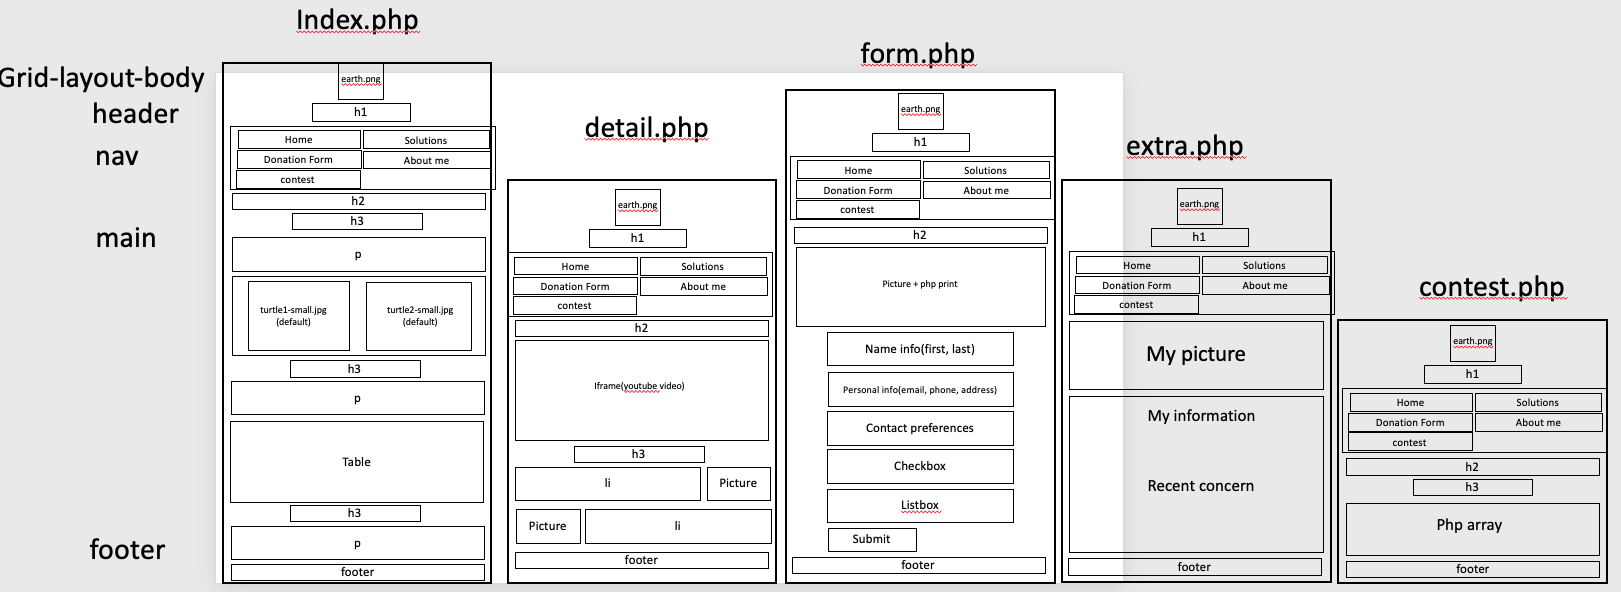 Index.php
Grid-layout-body
header
nav
main
footer
earth.png
h1
Home
Solutions
Donation Form
About me
contest
h2
h3
p
turtle1-small.jpg
(default)
turtle2-small.jpg
(default)
h3
p
Table
h3
p
footer
detail.php
earth.png
h1
Home
Solutions
Donation Form
About me
contest
h2
Iframe(youtube video)
h3
li
Picture
Picture
li
footer
form.php
earth.png
h1
Home
Solutions
Donation Form
About me
contest
h2
Picture + php print
Name info(first, last)
Personal info(email, phone, address)
Contact preferences
Checkbox
Listbox
Submit
footer
extra.php
earth.png
h1
Home
Solutions
Donation Form
About me
contest
My picture
My information
Recent concern
footer
contest.php
earth.png
h1
Home
Solutions
Donation Form
About me
contest
h2
h3
Php array
footer